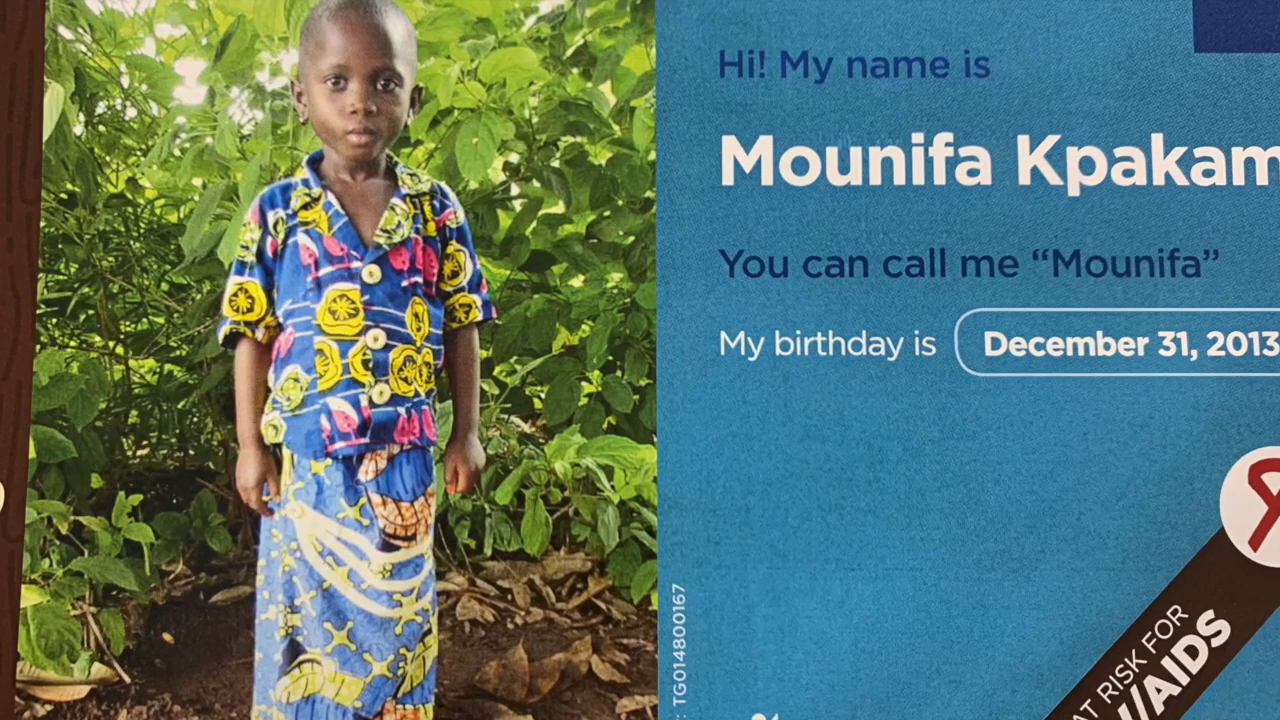 Hi! My name is
Mounifa Kpakam
You can call me “Mounifa”
My birthday is December 31, 2013
: TG014800167
AT RISK FOR
/AIDS